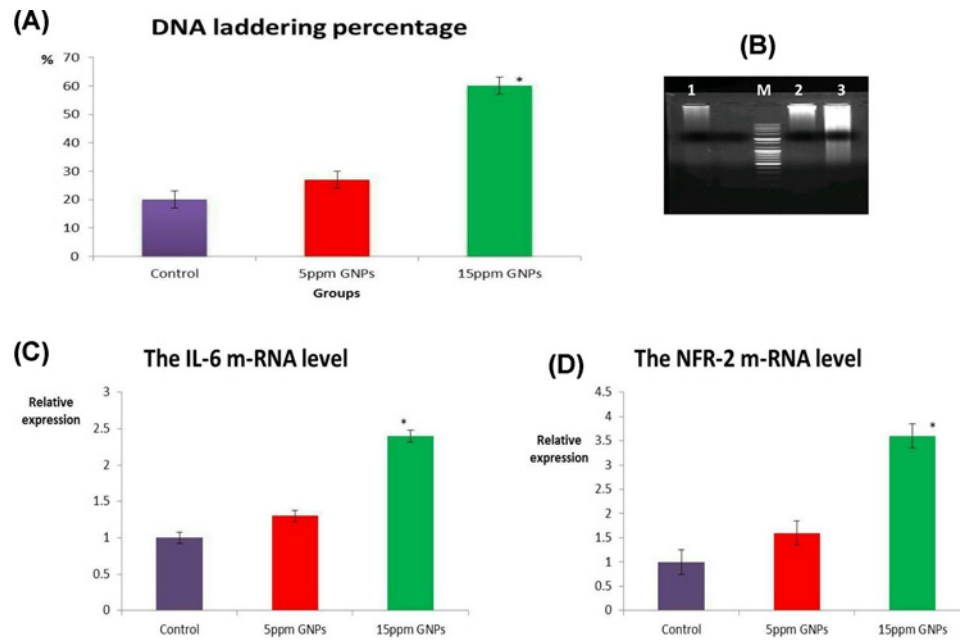 (A)
DNA laddering percentage
%
70
60
50
40
30
20
10
0
*
Control
5ppm GNPs
15ppm GNPs
Groups
(B)
1 M 2 3
(C)
The IL-6 m-RNA level
Relative
expression
3
2.5
2
1.5
1
0.5
0
*
Control
5ppm GNPs
15ppm GNPs
(D)
The NFR-2 m-RNA level
Relative
expression
4.5
4
3.5
3
2.5
2
1.5
1
0.5
0
*
Control
5ppm GNPs
15ppm GNPs